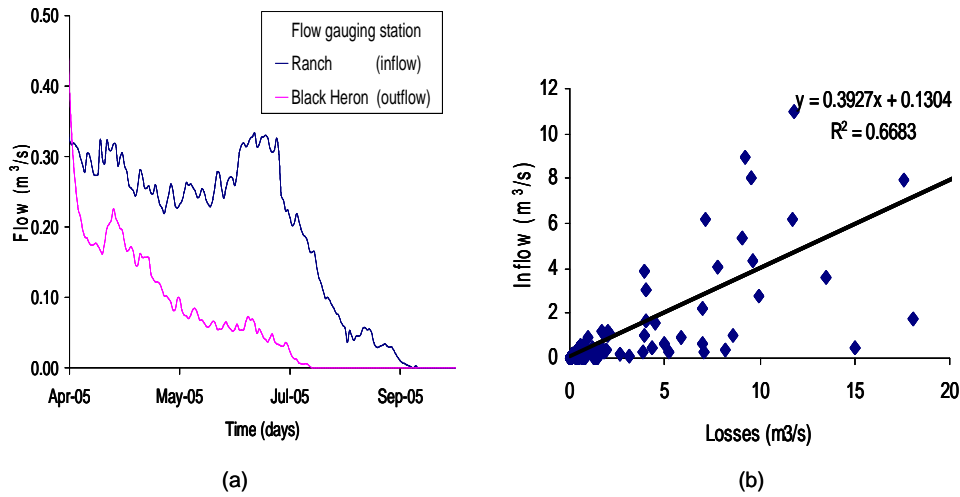 0.50
0.40
0.30
0.20
0.10
0.00
Flow (m³/s)
Flow gauging station
Ranch (inflow)
Black Heron (outflow)
Apr-05 May-05 Jul-05 Sep-05
Time (days)
(a)
12
10
8
6
4
2
0
Inflow (m³/s)
y = 0.3927x + 0.1304
R² = 0.6683
0 5 10 15 20
Losses (m3/s)
(b)